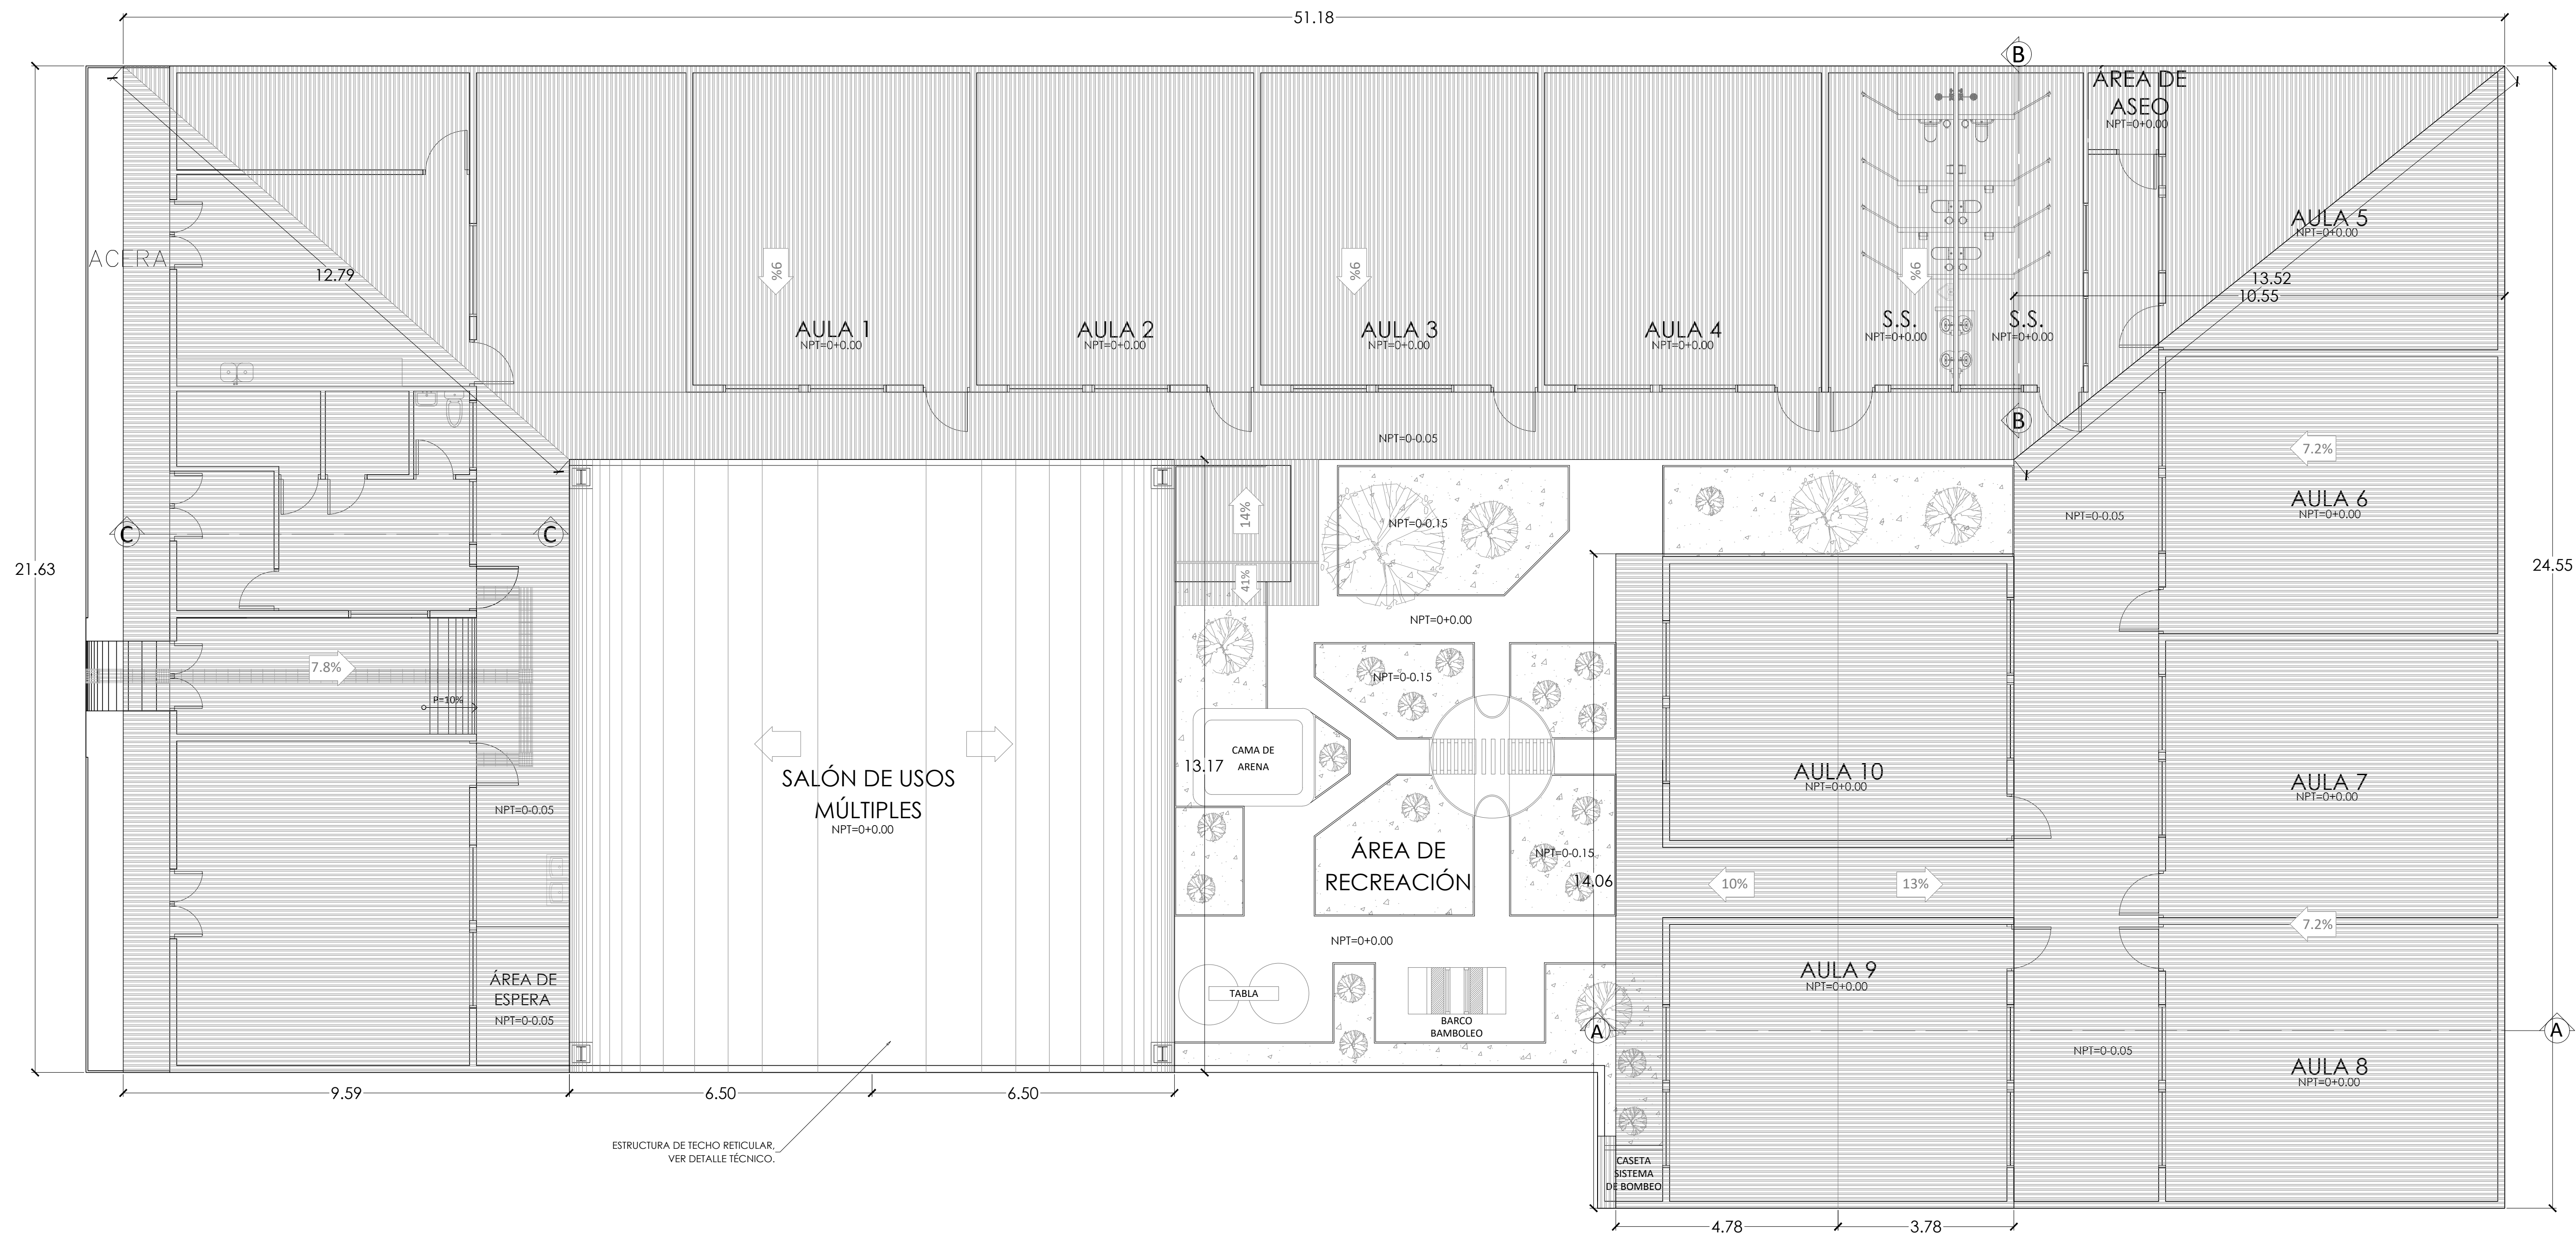 51.18
B
ÁREA DE
ASEO
NPT=0+0.00
ACERA
12.79
9%
9%
9%
AULA 5
NPT=0+0.00
13.52
10.55
AULA 1
NPT=0+0.00
AULA 2
NPT=0+0.00
AULA 3
NPT=0+0.00
AULA 4
NPT=0+0.00
S.S.
NPT=0+0.00
S.S.
NPT=0+0.00
B
NPT=0-0.05
7.2%
AULA 6
NPT=0+0.00
NPT=0-0.05
14%
41%
NPT=0-0.15
C
C
21.63
24.55
NPT=0+0.00
7.8%
P=10%
NPT=0-0.15
CAMA DE
ARENA
13.17
SALÓN DE USOS
MÚLTIPLES
NPT=0+0.00
NPT=0-0.05
AULA 10
NPT=0+0.00
AULA 7
NPT=0+0.00
ÁREA DE
RECREACIÓN
NPT=0-0.15
14.06
10%
13%
7.2%
NPT=0+0.00
ÁREA DE
ESPERA
NPT=0-0.05
TABLA
BARCO
BAMBOLEO
AULA 9
NPT=0+0.00
A
A
NPT=0-0.05
AULA 8
NPT=0+0.00
9.59
6.50
6.50
ESTRUCTURA DE TECHO RETICULAR,
VER DETALLE TÉCNICO.
CASETA
SISTEMA
DE BOMBEO
4.78
3.78